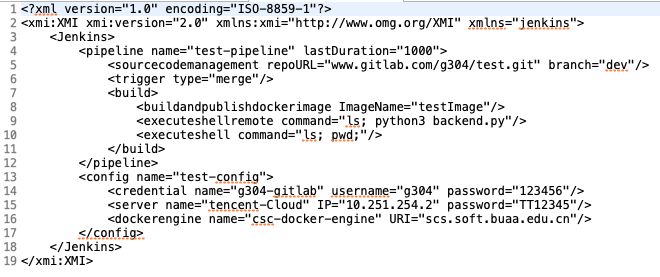 1 <?xml version="1.0" encoding="ISO-8859-1"?>
2 <xmi:XMI xmi:version="2.0" xmlns:xmi="http://www.omg.org/XMI" xmlns="jenkins">
3 <Jenkins>
4 <pipeline name="test-pipeline" lastDuration="1000">
5 <sourcecodemanagement repoURL="www.gitlab.com/g304/test.git" branch="dev"/>
6 <trigger type="merge"/>
7 <build>
8 <buildandpublishdockerimage ImageName="testImage"/>
9 <executeshellremote command="ls; python3 backend.py"/>
10 <executeshell command="ls; pwd;"/>
11 </build>
12 </pipeline>
13 <config name="test-config">
14 <credential name="g304-gitlab" username="g304" password="123456"/>
15 <server name="tencent-Cloud" IP="10.251.254.2" password="TT12345"/>
16 <dockerengine name="csc-docker-engine" URI="scs.soft.buaa.edu.cn"/>
17 </config>
18 </Jenkins>
19 </xmi:XMI>